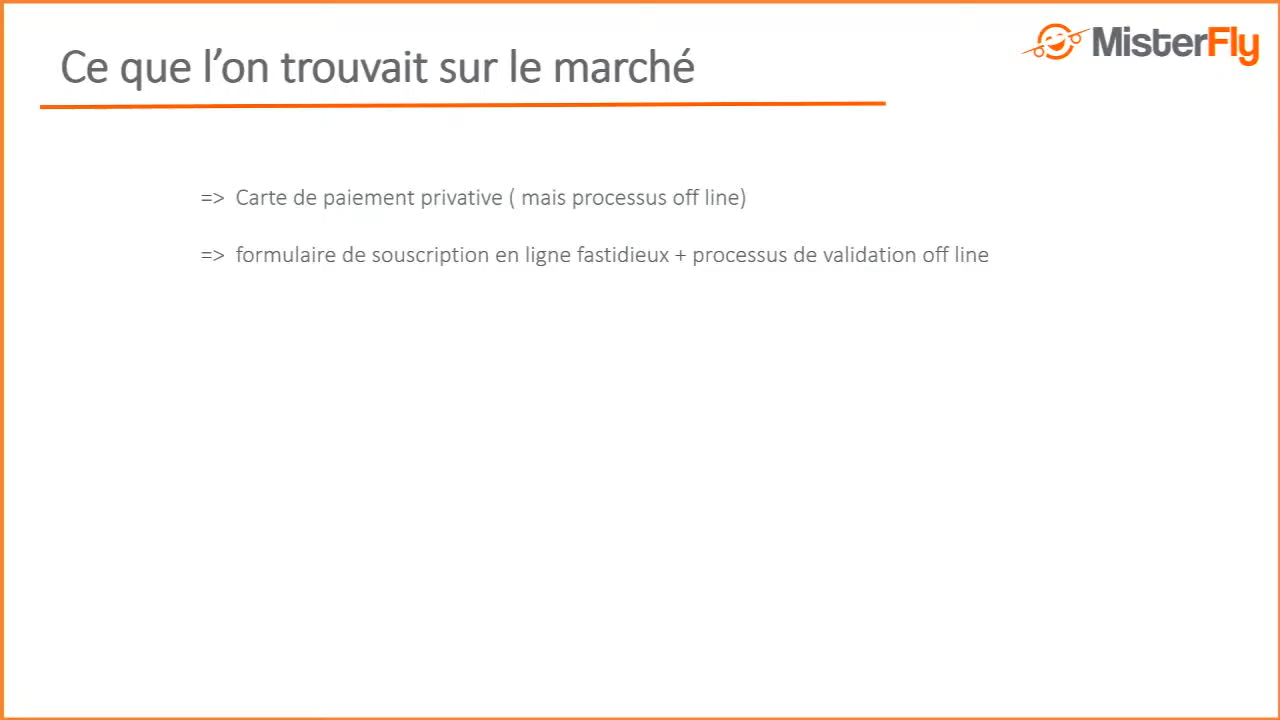 Ce que l’on trouvait sur le marché
MisterFly
=> Carte de paiement privative ( mais processus off line)
=> formulaire de souscription en ligne fastidieux + processus de validation off line